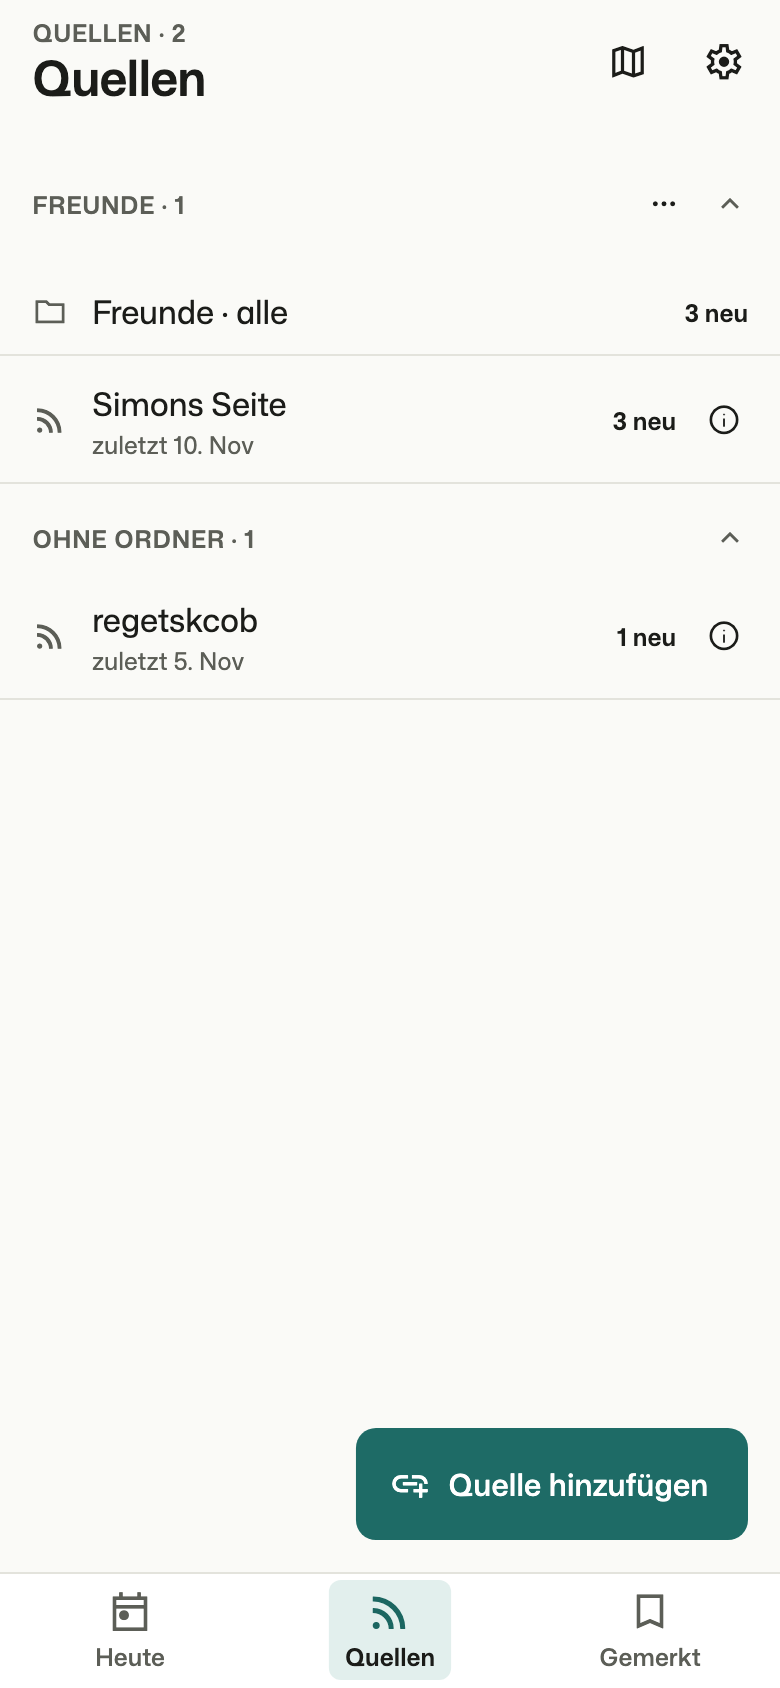 QUELLEN · 2
Quellen
FREUNDE · 1
Freunde · alle
3 neu
Simons Seite
zuletzt 10. Nov
3 neu
OHNE ORDNER · 1
regetskcob
zuletzt 5. Nov
1 neu
Quelle hinzufügen
Heute
Quellen
Gemerkt